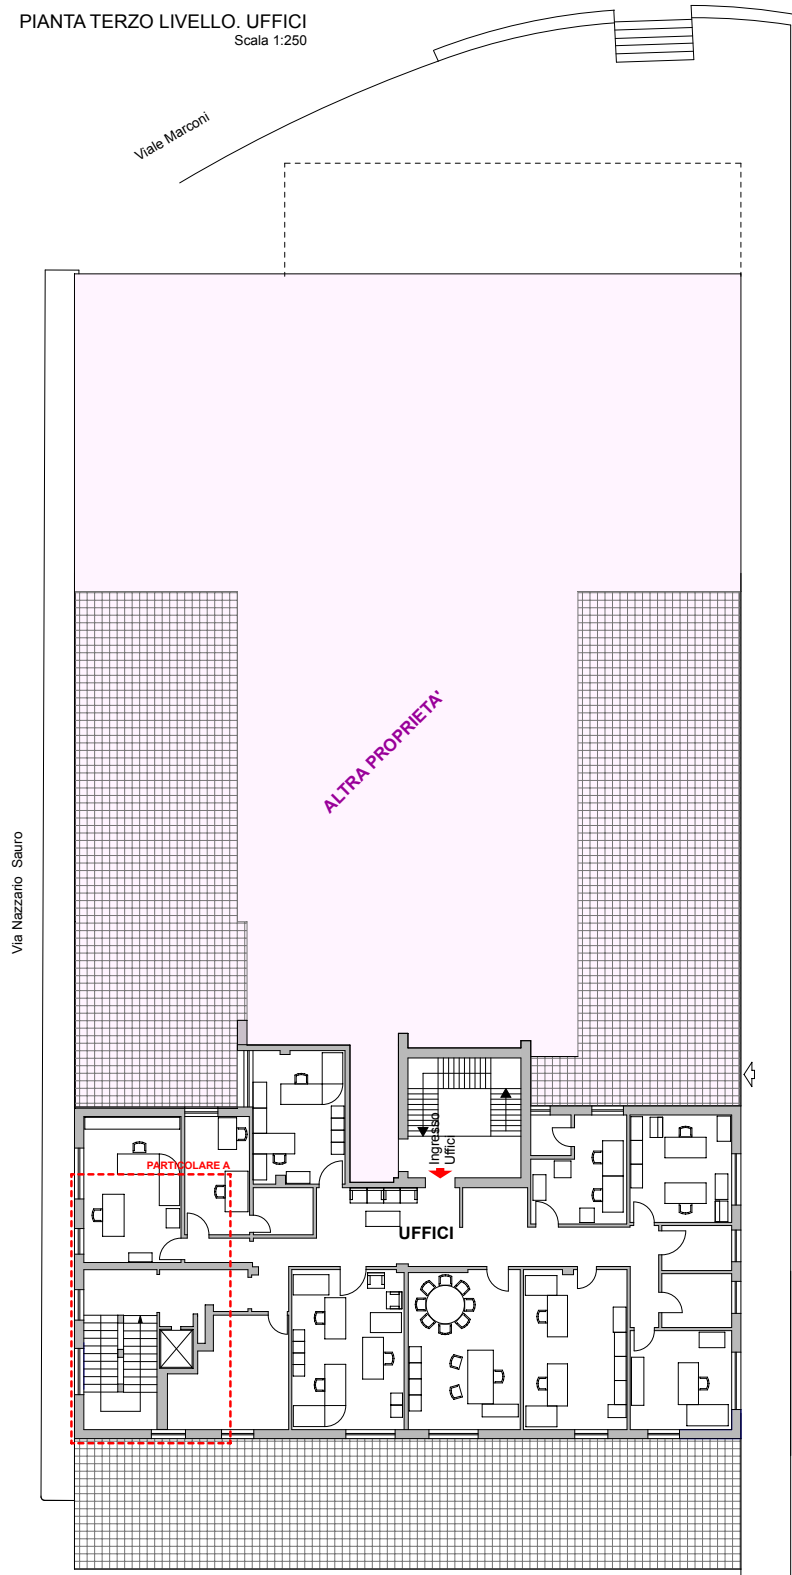 PIANTA TERZO LIVELLO. UFFICI
Scala 1:250
Viale Marconi
ALTRA PROPRIETA'
Via Nazzario Sauro
Ingresso
Uffici
PARTICOLARE A
UFFICI